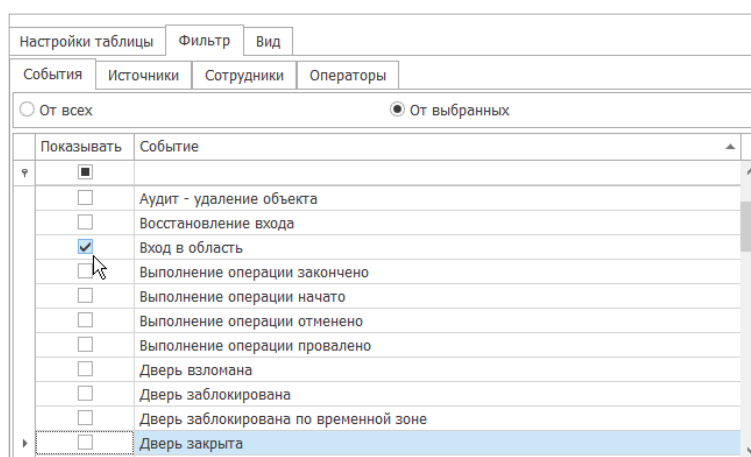 Настройки таблицы Фильтр Вид
События Источники Сотрудники Операторы
От всех От выбранных
Показывать Событие
Аудит - удаление объекта
Восстановление входа
Вход в область
Выполнение операции закончено
Выполнение операции начато
Выполнение операции отменено
Выполнение операции провалено
Дверь взломана
Дверь заблокирована
Дверь заблокирована по временной зоне
Дверь закрыта